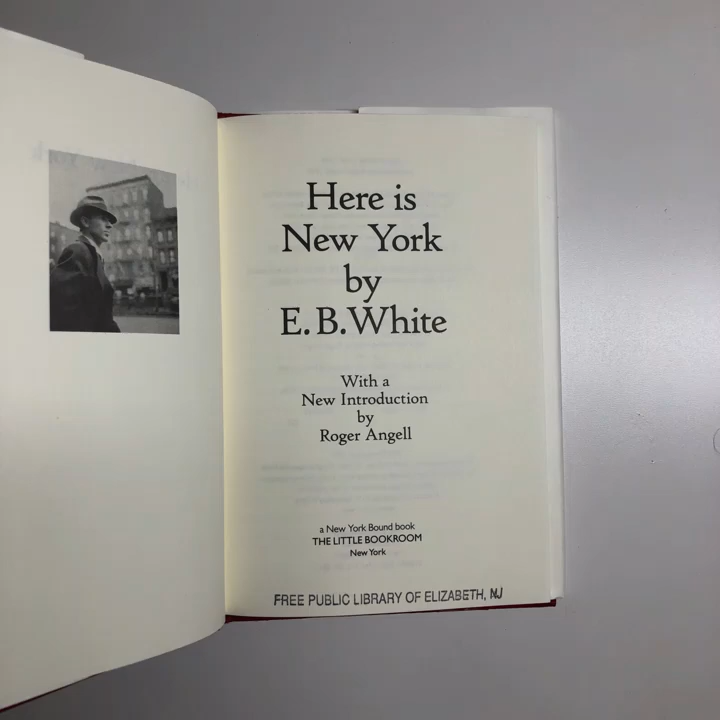 Here is
New York
by
E. B. White
With a
New Introduction
by
Roger Angell
a New York Bound book
THE LITTLE BOOKROOM
New York
FREE PUBLIC LIBRARY OF ELIZABETH, NJ